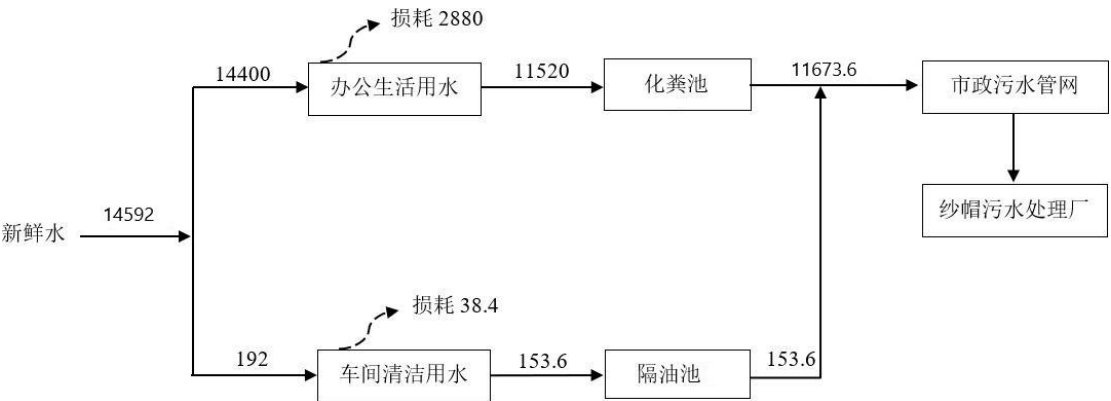 损耗 2880
14400
办公生活用水
11520
化粪池
11673.6
市政污水管网
纱帽污水处理厂
新鲜水
14592
损耗 38.4
192
车间清洁用水
153.6
隔油池
153.6